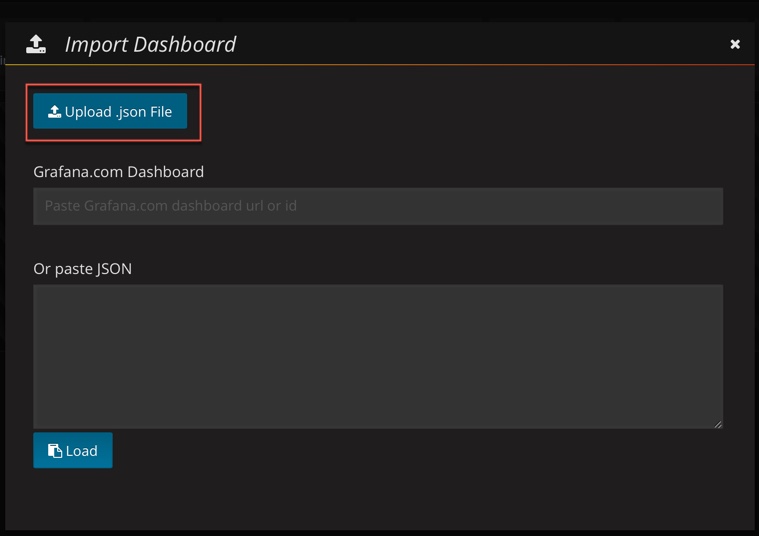 Import Dashboard
Upload .json File
Grafana.com Dashboard
Paste Grafana.com dashboard url or id
Or paste JSON
Load